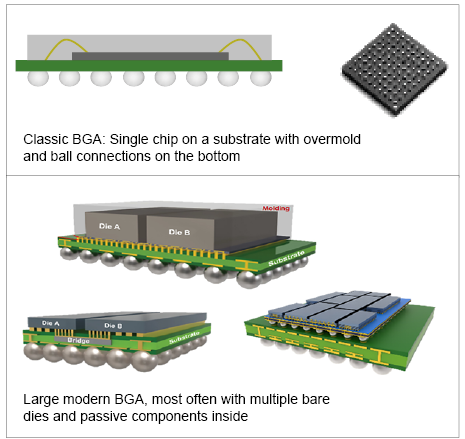 Classic BGA: Single chip on a substrate with overmold
and ball connections on the bottom
Molding
Die A
Die B
Substrate
Die A
Die B
Substrate
Bridge
Large modern BGA, most often with multiple bare
dies and passive components inside